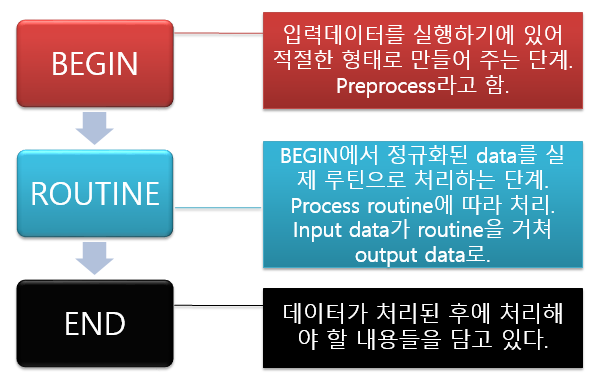 BEGIN
입력데이터를 실행하기에 있어
적절한 형태로 만들어 주는 단계.
Preprocess라고 함.
ROUTINE
BEGIN에서 정규화된 data를 실
제 루틴으로 처리하는 단계.
Process routine에 따라 처리.
Input data가 routine을 거쳐
output data로.
END
데이터가 처리된 후에 처리해
야 할 내용들을 담고 있다.